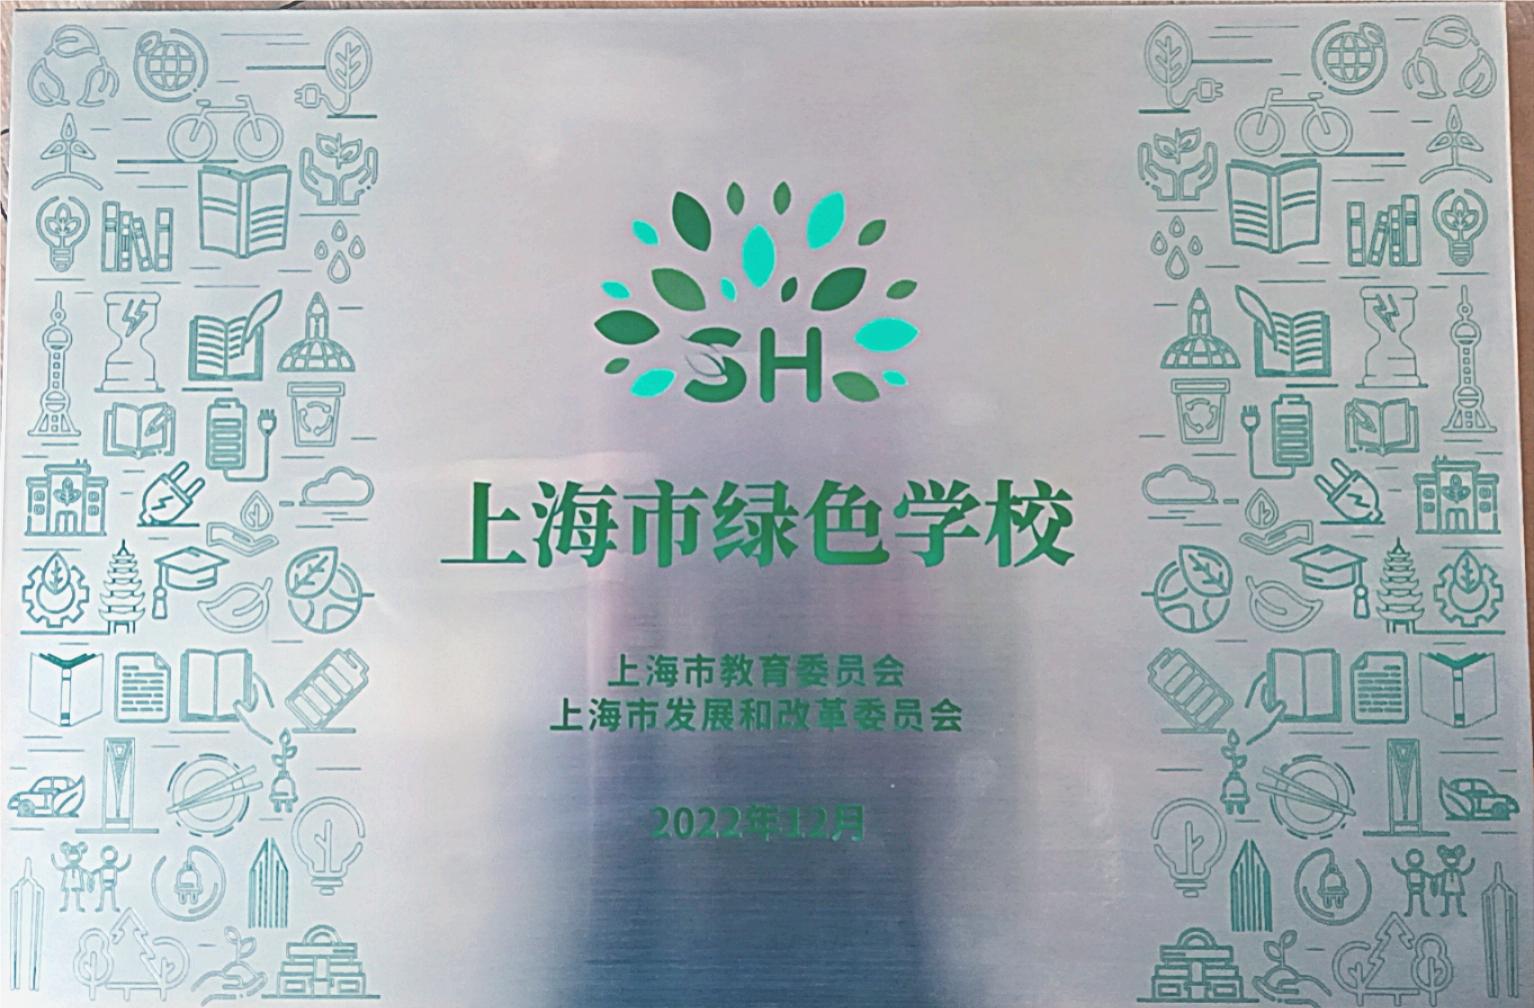 SH
上海市绿色学校
上海市教育委员会
上海市发展和改革委员会
2022年12月